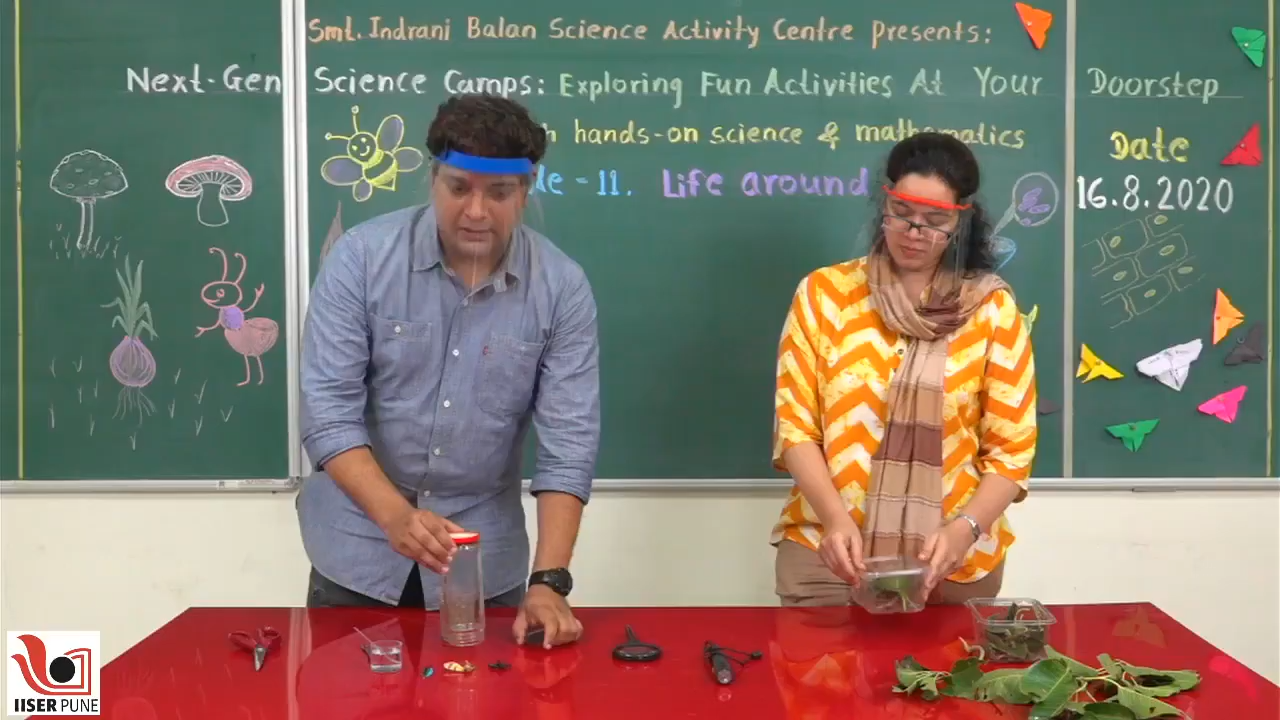 Smt. Indrani Balan Science Activity Centre Presents:
Next-Gen Science Camps: Exploring Fun Activities At Your Doorstep
hands-on science & mathematics
Date
- 11. Life around
16.8.2020
IISER PUNE